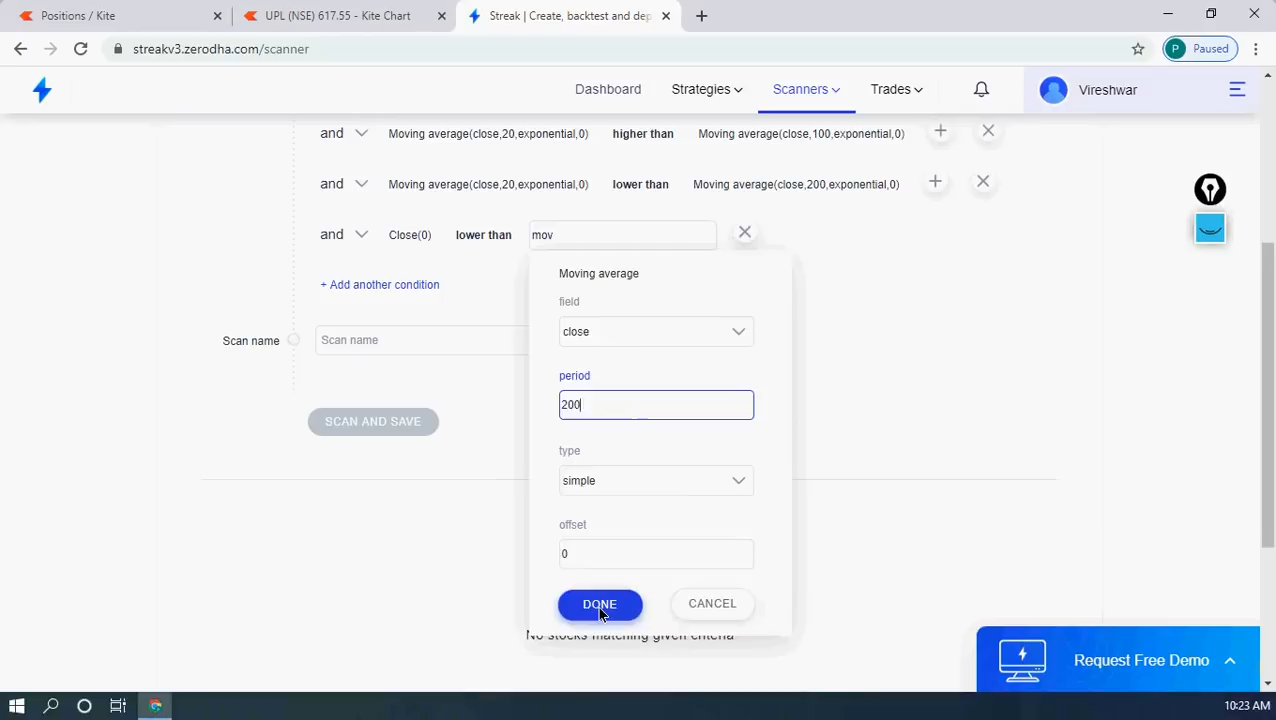 Positions / Kite
UPL (NSE) 617.55 - Kite Chart
Streak | Create, backtest and dep
streakv3.zerodha.com/scanner
P Paused
Dashboard Strategies Scanners Trades Vireshwar
and Moving average(close,20,exponential,0) higher than Moving average(close,100,exponential,0)
and Moving average(close,20,exponential,0) lower than Moving average(close,200,exponential,0)
and Close(0) lower than mov
Moving average
+ Add another condition
field
close
Scan name Scan name
period
200
SCAN AND SAVE
type
simple
offset
0
DONE CANCEL
No stocks matching given criteria
Request Free Demo
10:23 AM